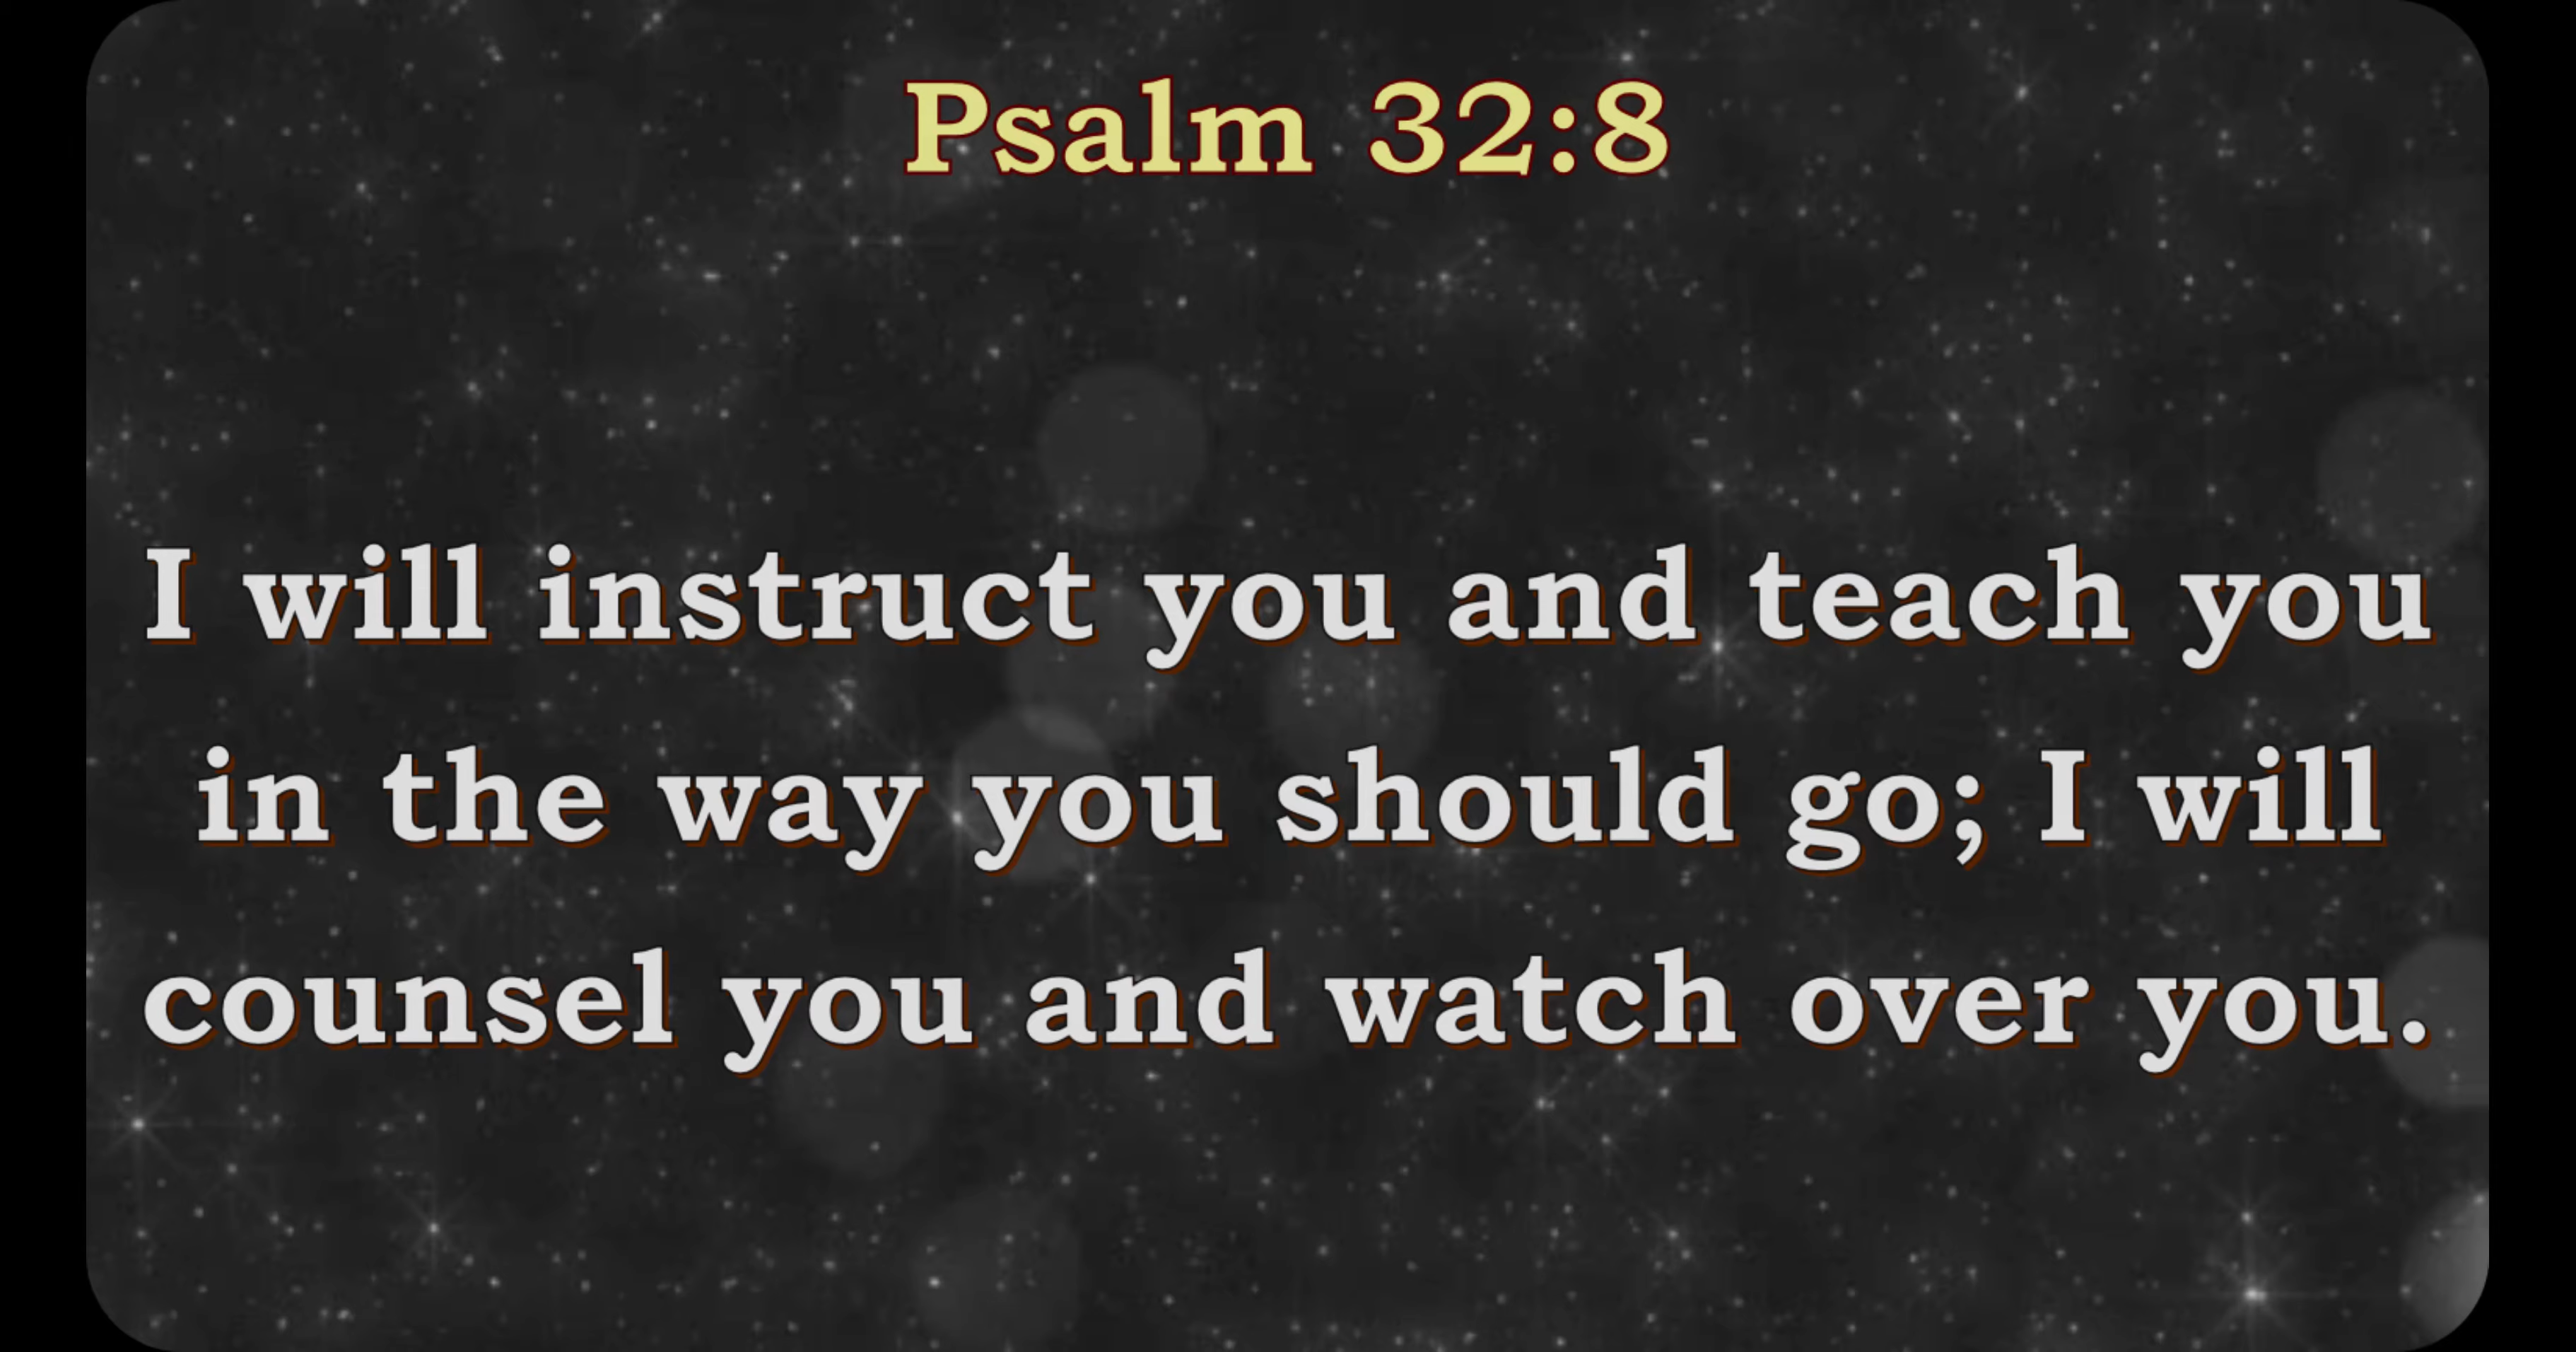 Psalm 32:8
I will instruct you and teach you
in the way you should go; I will
counsel you and watch over you.